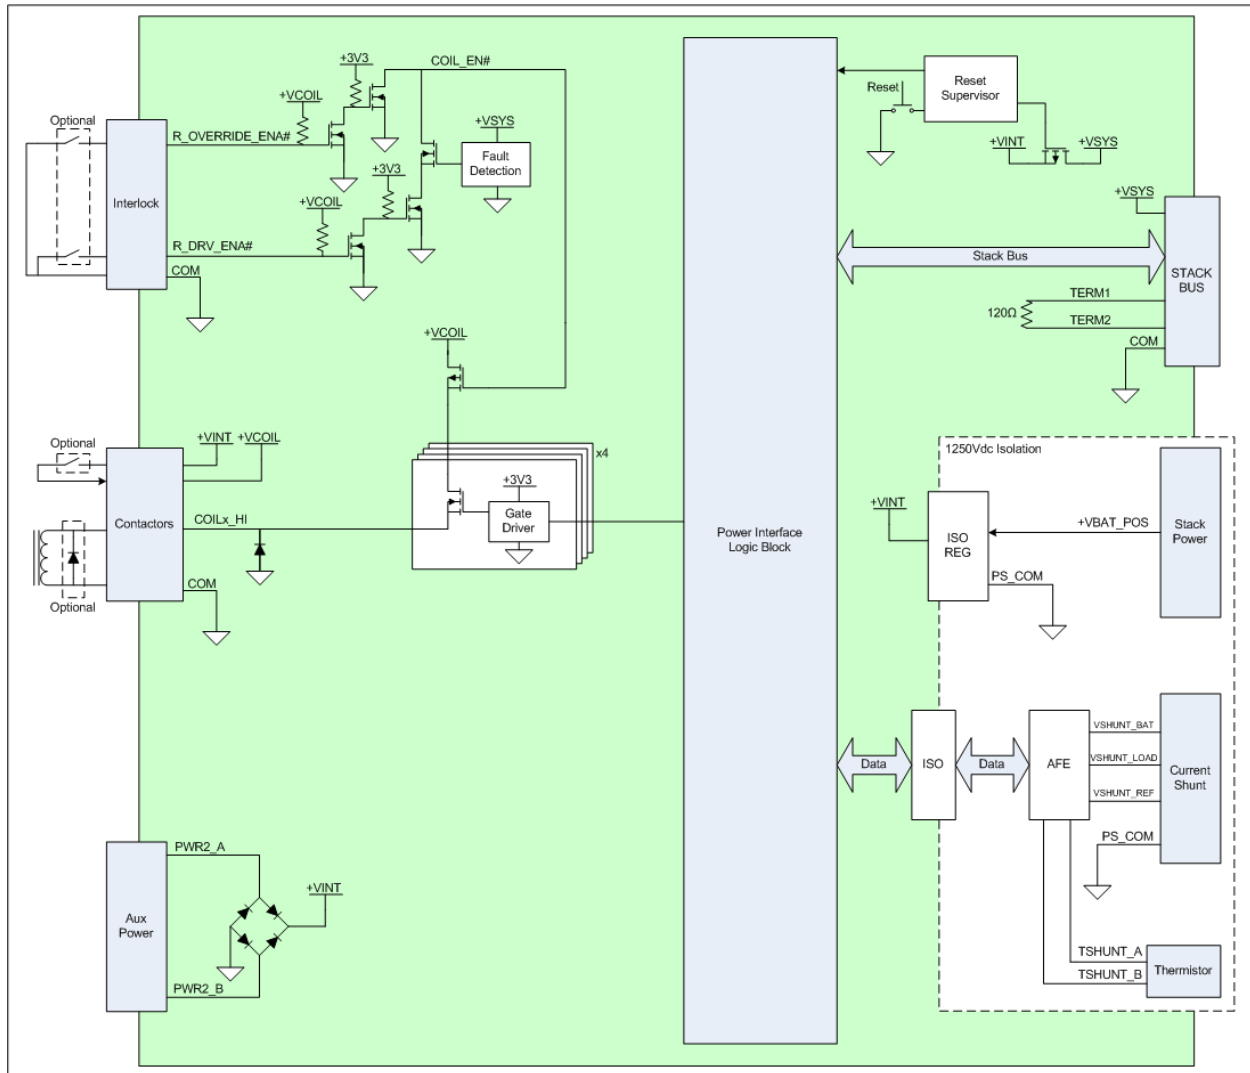 +3V3
COIL_EN#
+VCOIL
Optional
R_OVERRIDE_ENA#
+VSYS
Fault
Detection
+3V3
Interlock
+VCOIL
R_DRV_ENA#
COM
+VCOIL
Optional
+VINT
+VCOIL
x4
+3V3
Gate
Driver
Contactors
COILx_HI
COM
Optional
PWR2_A
+VINT
Aux
Power
PWR2_B
Power Interface
Logic Block
Reset
Reset
Supervisor
+VINT
+VSYS
+VSYS
Stack Bus
STACK
BUS
TERM1
120Ω
TERM2
COM
1250Vdc Isolation
+VINT
ISO
REG
+VBAT_POS
Stack
Power
PS_COM
Data
ISO
Data
AFE
VSHUNT_BAT
VSHUNT_LOAD
VSHUNT_REF
Current
Shunt
PS_COM
TSHUNT_A
TSHUNT_B
Thermistor